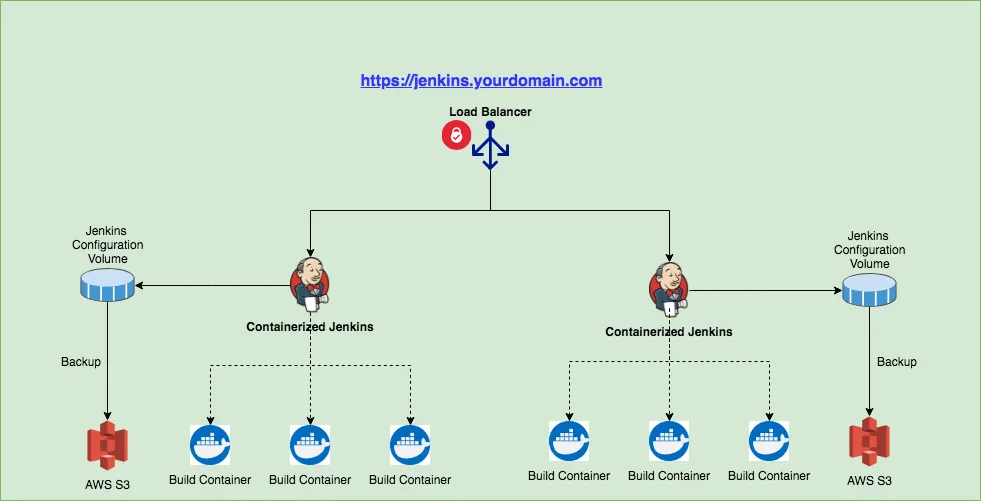 https://jenkins.yourdomain.com
Load Balancer
Jenkins
Configuration
Volume
Jenkins
Configuration
Volume
Containerized Jenkins
Containerized Jenkins
Backup
Backup
AWS S3
Build Container
Build Container
Build Container
Build Container
Build Container
Build Container
AWS S3